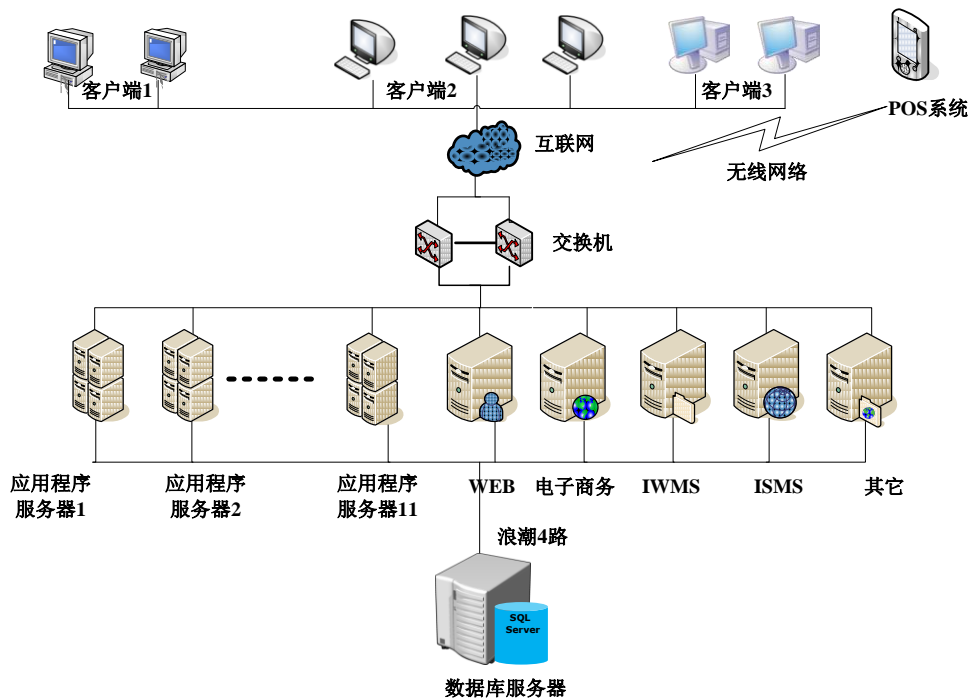 客户端1
客户端2
客户端3
POS系统
互联网
无线网络
交换机
应用程序
服务器1
应用程序
服务器2
应用程序
服务器11
WEB
电子商务
IWMS
ISMS
其它
浪潮4路
SQL
Server
数据库服务器